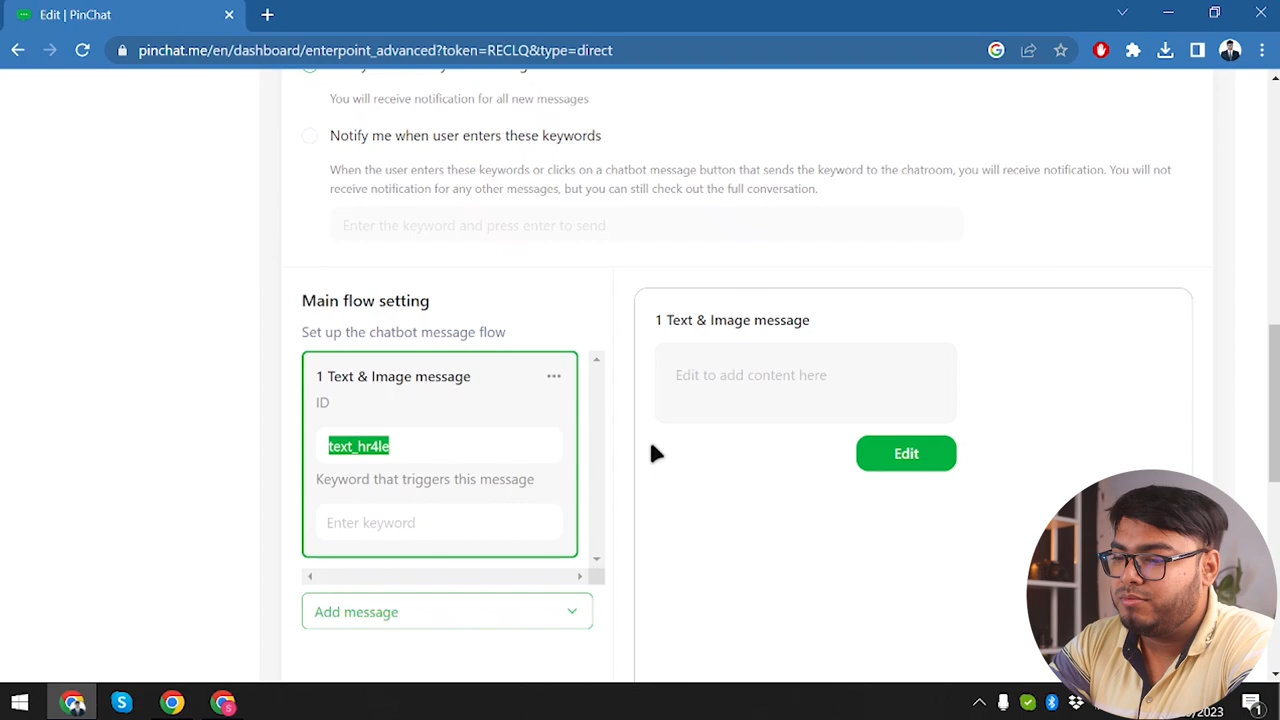 Edit | PinChat
pinchat.me/en/dashboard/enterpoint_advanced?token=RECLQ&type=direct
You will receive notification for all new messages
Notify me when user enters these keywords
When the user enters these keywords or clicks on a chatbot message button that sends the keyword to the chatroom, you will receive notification. You will not
receive notification for any other messages, but you can still check out the full conversation.
Enter the keyword and press enter to send
Main flow setting
Set up the chatbot message flow
1 Text & Image message
ID
text_hr4le
Keyword that triggers this message
Enter keyword
Add message
1 Text & Image message
Edit to add content here
Edit
2023
1